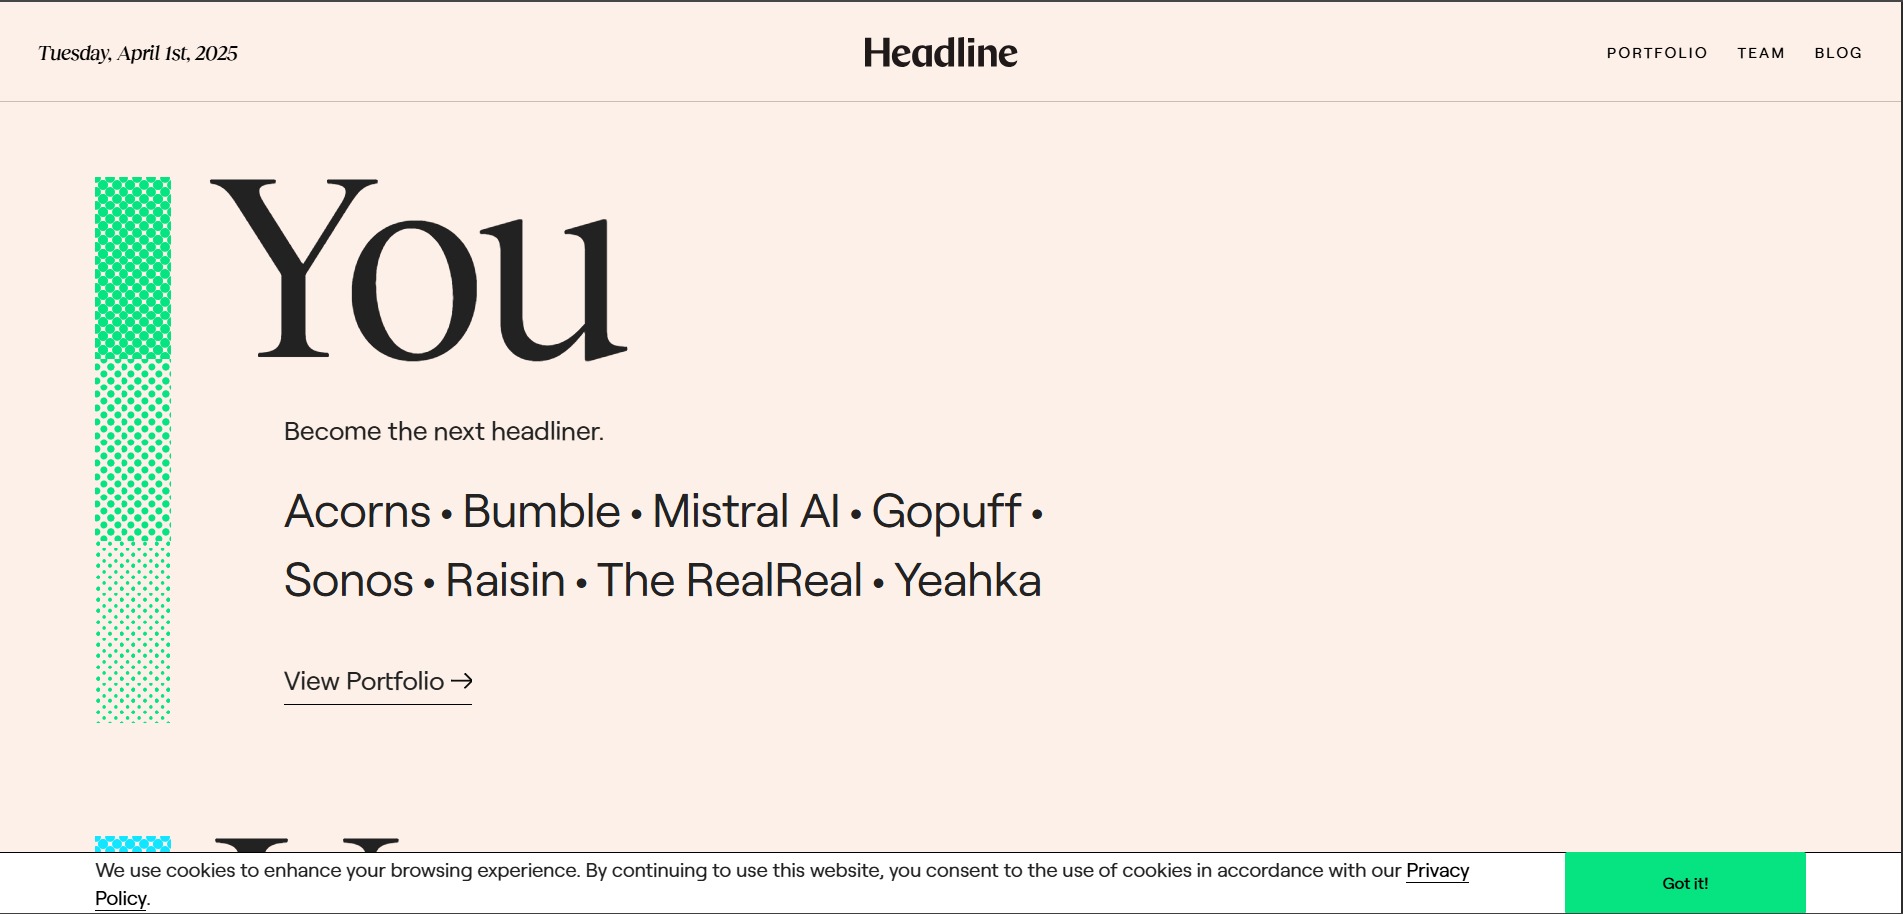 Tuesday, April 1st, 2025
Headline
PORTFOLIO TEAM BLOG
You
Become the next headliner.
Acorns • Bumble • Mistral AI • Gopuff •
Sonos • Raisin • The RealReal • Yeahka
View Portfolio →
We use cookies to enhance your browsing experience. By continuing to use this website, you consent to the use of cookies in accordance with our Privacy
Policy.
Got it!